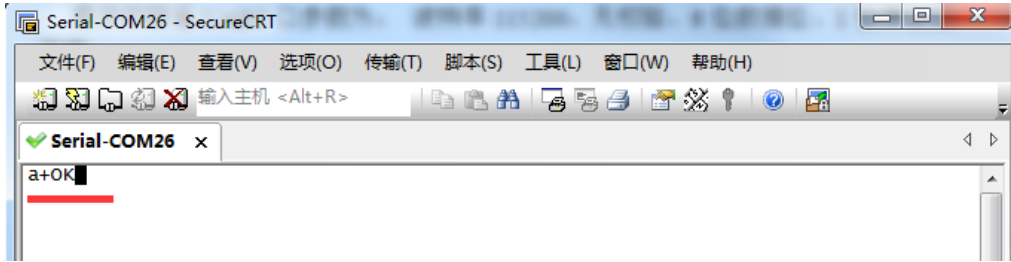 Serial-COM26 - SecureCRT
文件(F) 编辑(E) 查看(V) 选项(O) 传输(T) 脚本(S) 工具(L) 窗口(W) 帮助(H)
输入主机 <Alt+R>
Serial-COM26 x
a+OK